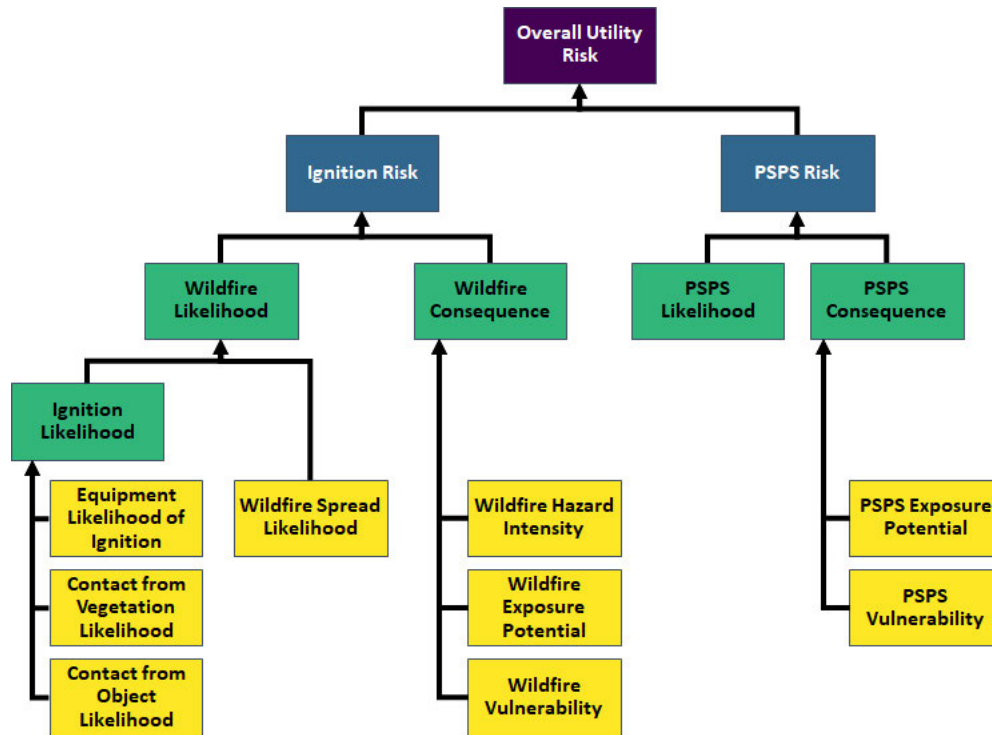 Overall Utility
Risk
Ignition Risk
PSPS Risk
Wildfire
Likelihood
Wildfire
Consequence
PSPS
Likelihood
PSPS
Consequence
Ignition
Likelihood
Equipment
Likelihood of
Ignition
Wildfire Spread
Likelihood
Wildfire Hazard
Intensity
PSPS Exposure
Potential
Contact from
Vegetation
Likelihood
Wildfire
Exposure
Potential
PSPS
Vulnerability
Contact from
Object
Likelihood
Wildfire
Vulnerability